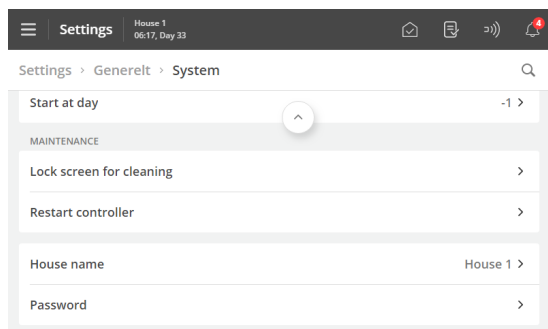 Settings
House 1
06:17, Day 33
4
Settings > Generelt > System
Start at day -1 >
MAINTENANCE
Lock screen for cleaning >
Restart controller >
House name House 1 >
Password >